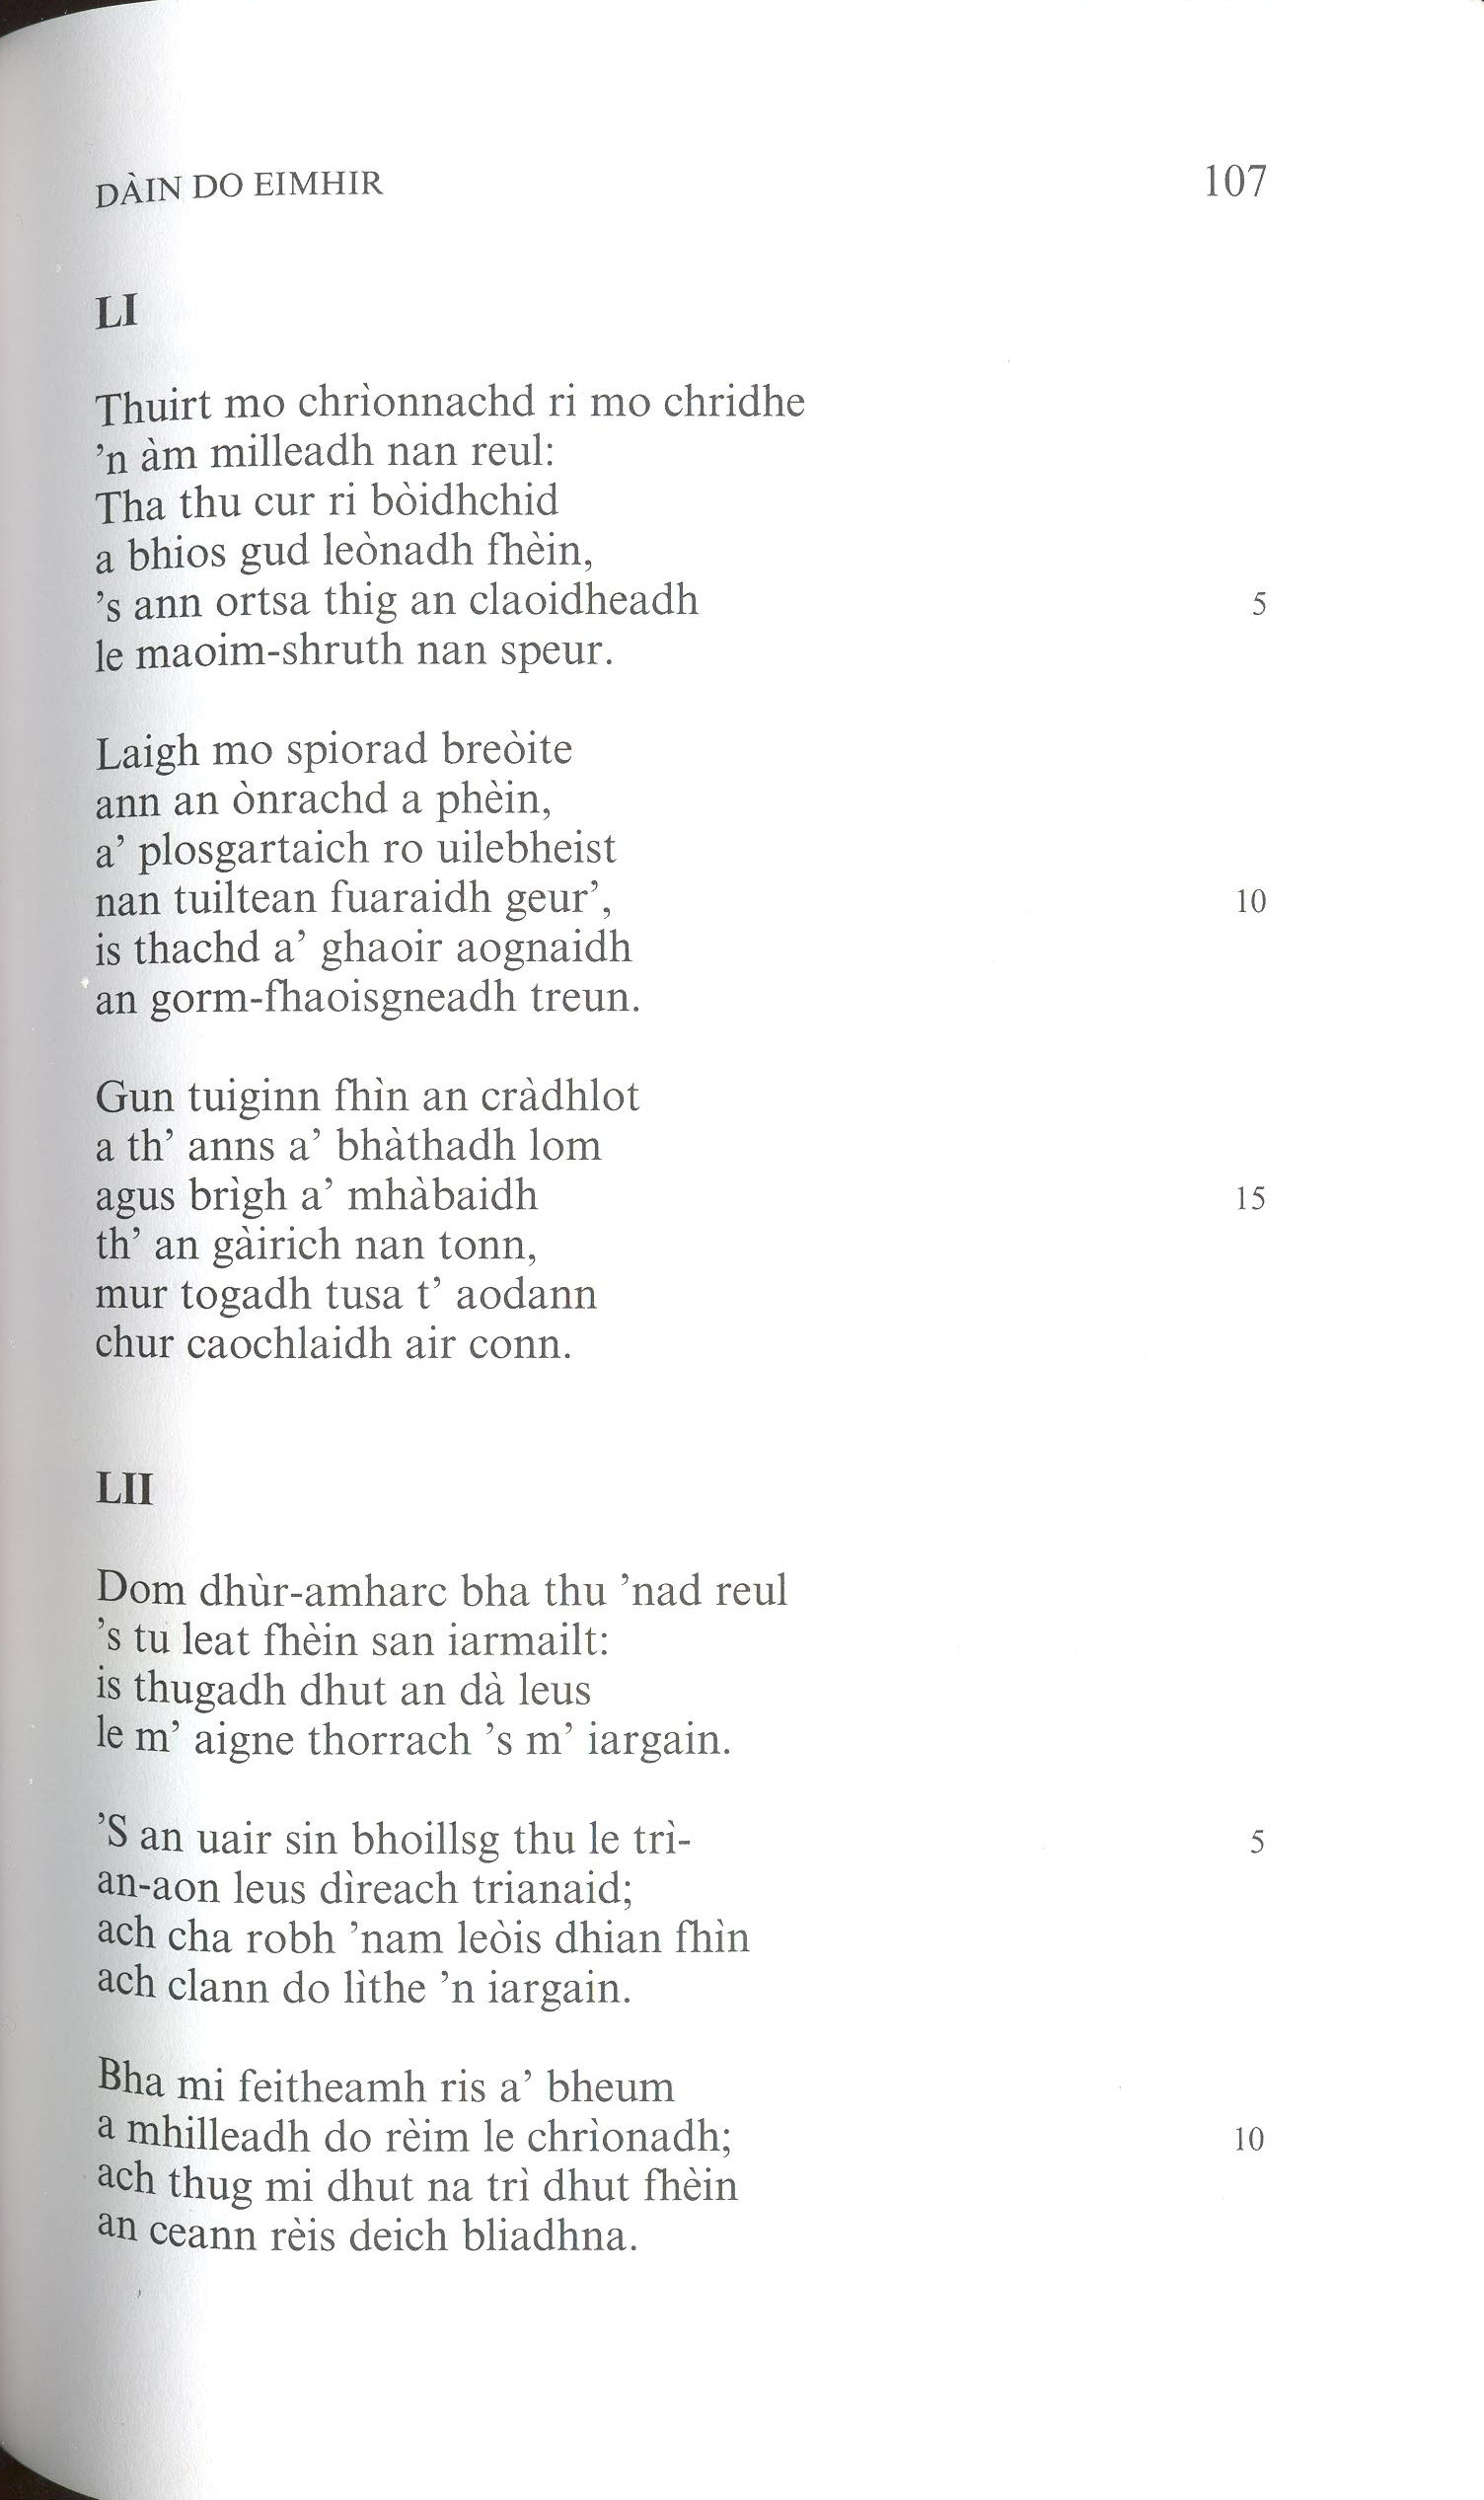 DÀIN DO EIMHIR 107
LI
Thuirt mo chrìonnachd ri mo chridhe
’n àm milleadh nan reul:
Tha thu cur ri bòidhchid
a bhios gud leònadh fhèin,
’s ann ortsa thig an claoidheadh 5
le maoim-shruth nan speur.
Laigh mo spiorad breòite
ann an ònrachd a phèin,
a’ plosgartaich ro uilebheist
nan tuiltean fuaraidh geur’, 10
is thachd a’ ghaoir aognaidh
an gorm-fhaoisgneadh treun.
Gun tuiginn fhìn an cràdhlot
a th’ anns a’ bhàthadh lom
agus brìgh a’ mhàbaidh 15
th’ an gàirich nan tonn,
mur togadh tusa t’ aodann
chur caochlaidh air conn.
LII
Dom dhùr-amharc bha thu ’nad reul
’s tu leat fhèin san iarmailt:
is thugadh dhut an dà leus
le m’ aigne thorrach ’s m’ iargain.
’S an uair sin bhoillsg thu le trì- 5
an-aon leus dìreach trianaid;
ach cha robh ’nam leòis dhian fhìn
ach clann do lìthe ’n iargain.
Bha mi feitheamh ris a’ bheum
a mhilleadh do rèim le chrìonadh; 10
ach thug mi dhut na trì dhut fhèin
an ceann rèis deich bliadhna.